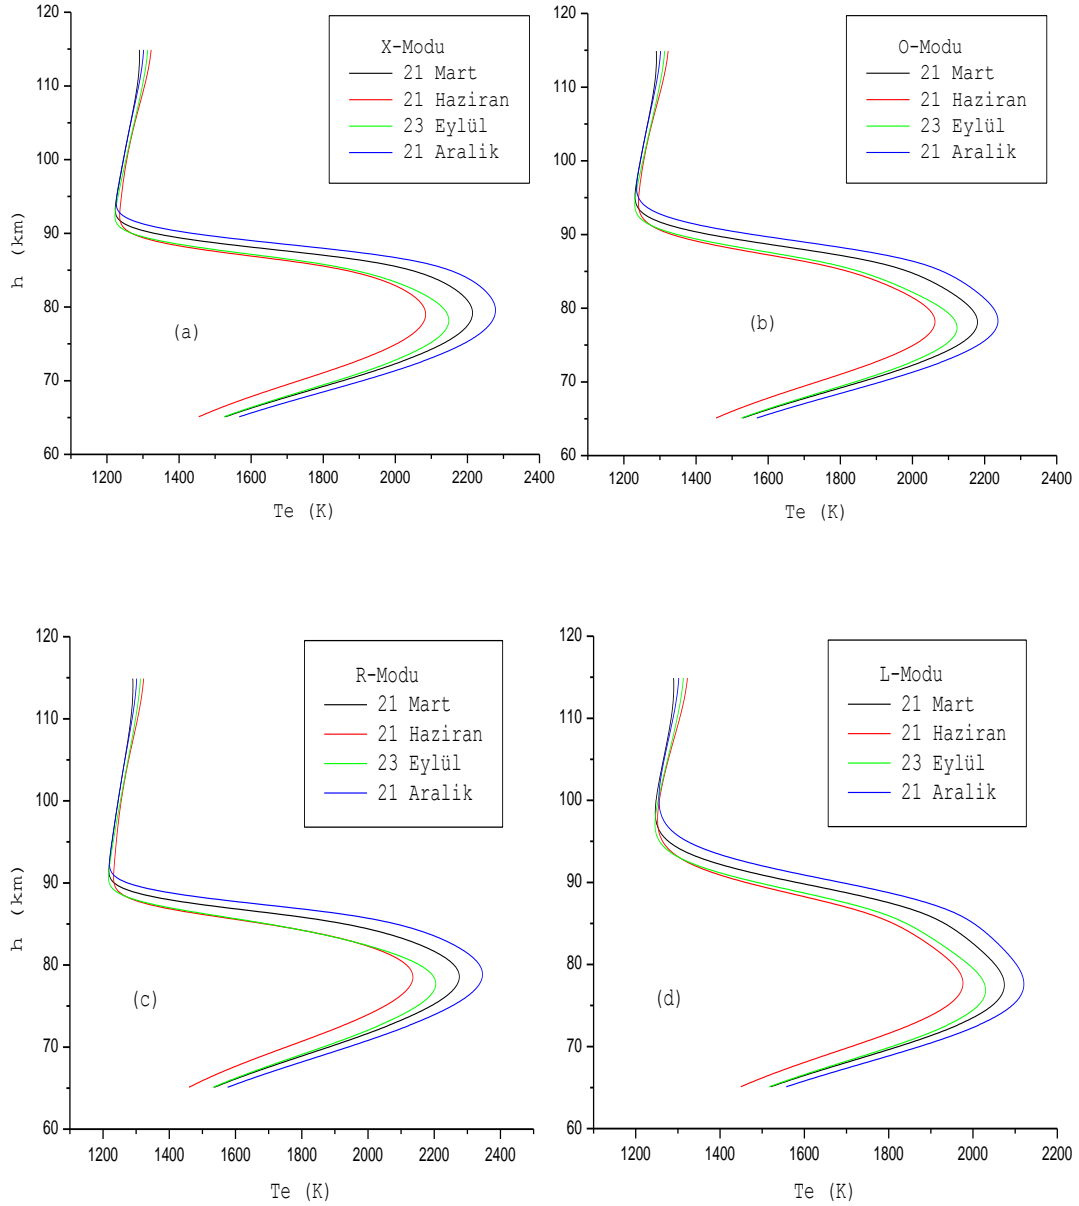 120
110
100
90
80
70
60
h (km)
X-Modu
21 Mart
21 Haziran
23 Eylül
21 Aralik
(a)
1200 1400 1600 1800 2000 2200 2400
Te (K)
120
110
100
90
80
70
60
O-Modu
21 Mart
21 Haziran
23 Eylül
21 Aralik
(b)
1200 1400 1600 1800 2000 2200 2400
Te (K)
120
110
100
90
80
70
60
h (km)
R-Modu
21 Mart
21 Haziran
23 Eylül
21 Aralik
(c)
1200 1400 1600 1800 2000 2200 2400
Te (K)
120
110
100
90
80
70
60
L-Modu
21 Mart
21 Haziran
23 Eylül
21 Aralik
(d)
1200 1400 1600 1800 2000 2200
Te (K)